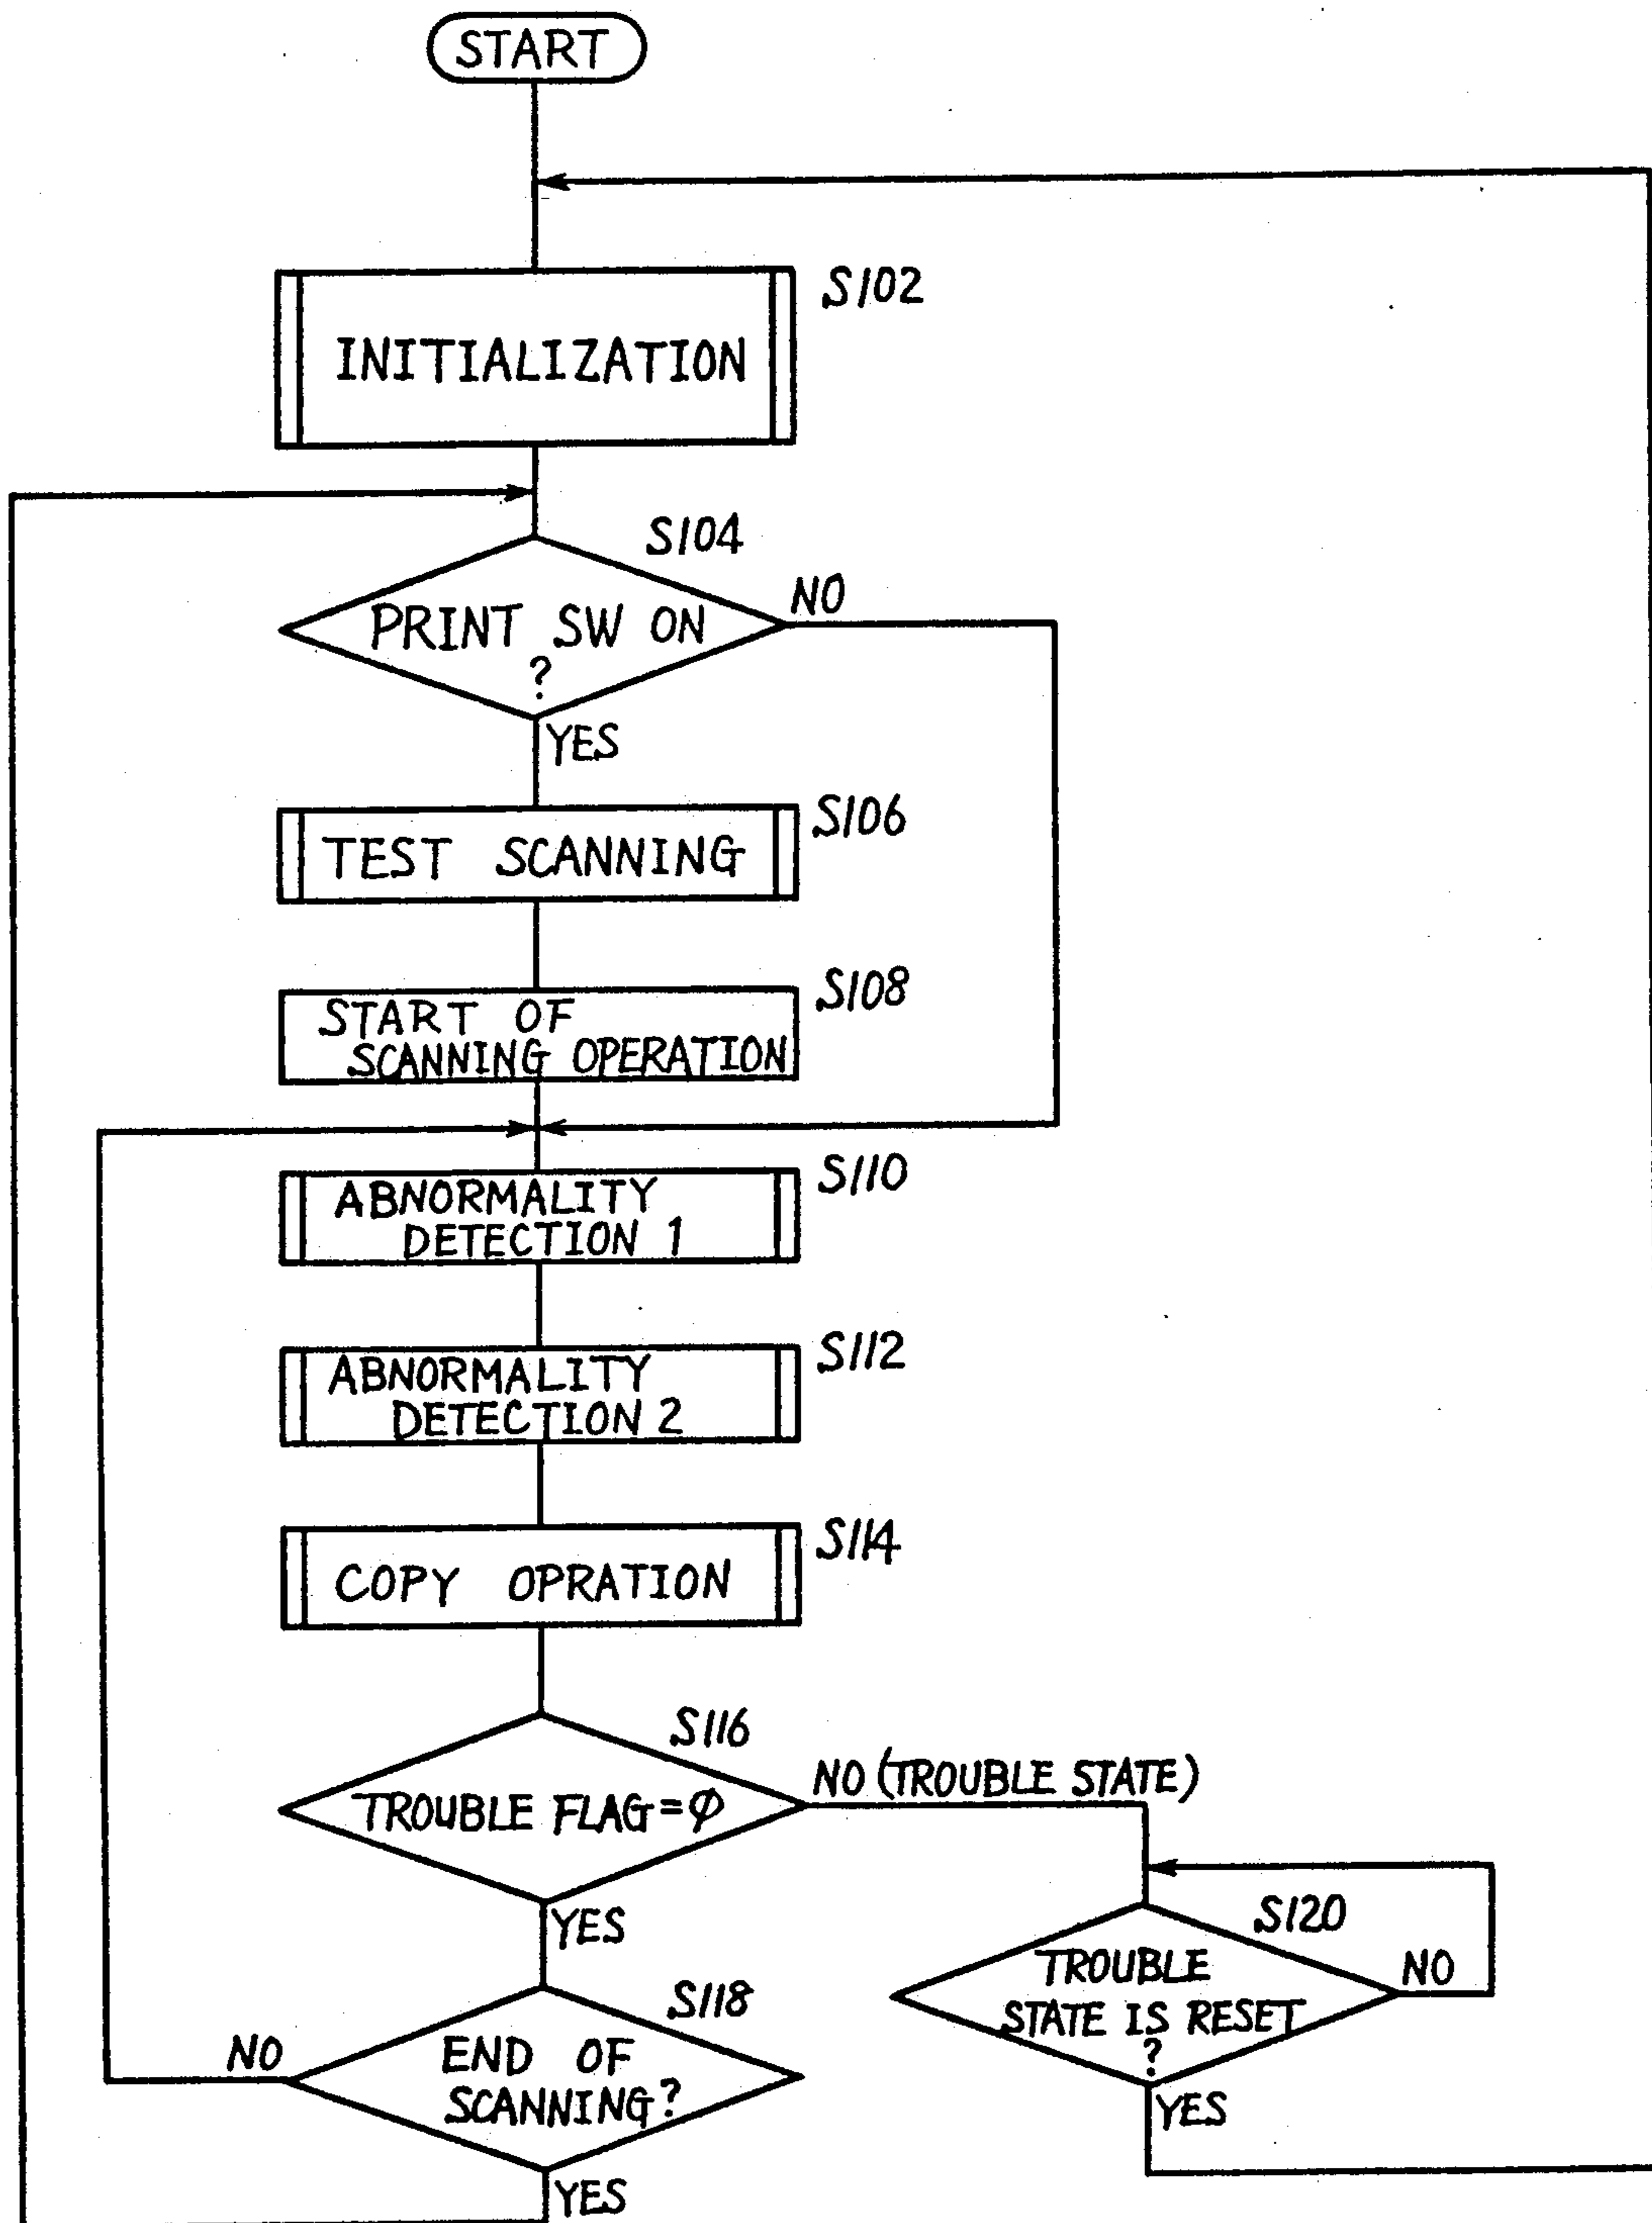 START
S102
INITIALIZATION
S104
PRINT SW ON
?
NO
YES
S106
TEST SCANNING
S108
START OF
SCANNING OPERATION
S110
ABNORMALITY
DETECTION 1
S112
ABNORMALITY
DETECTION 2
S114
COPY OPRATION
S116
TROUBLE FLAG=φ
NO (TROUBLE STATE)
YES
S120
TROUBLE
STATE IS RESET
?
NO
YES
S118
END OF
SCANNING?
NO
YES